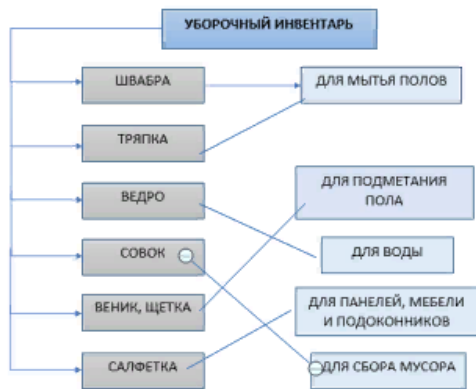 УБОРОЧНЫЙ ИНВЕНТАРЬ
ШВАБРА
ДЛЯ МЫТЬЯ ПОЛОВ
ТРЯПКА
ВЕДРО
ДЛЯ ПОДМЕТАНИЯ
ПОЛА
СОВОК
ДЛЯ ВОДЫ
ВЕНИК, ЩЕТКА
ДЛЯ ПАНЕЛЕЙ, МЕБЕЛИ
И ПОДОКОННИКОВ
САЛФЕТКА
ДЛЯ СБОРА МУСОРА